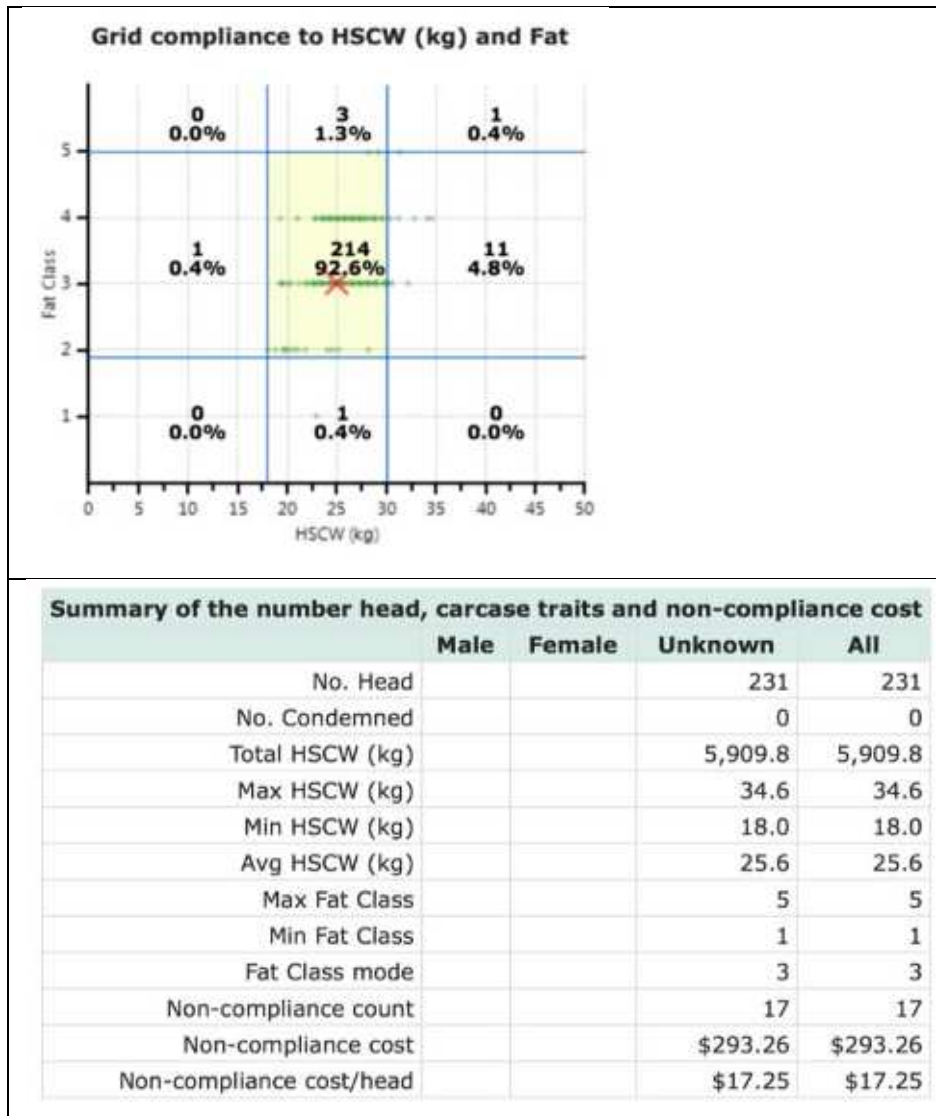 Grid compliance to HSCW (kg) and Fat
0 3 1
0.0% 1.3% 0.4%
5
4
1 214 11
0.4% 92.6% 4.8%
Fat Class
3
2
0 1 0
1
0.0% 0.4% 0.0%
0 5 10 15 20 25 30 35 40 45 50
HSCW (kg)
Summary of the number head, carcase traits and non-compliance cost
Male Female Unknown All
No. Head 231 231
No. Condemned 0 0
Total HSCW (kg) 5,909.8 5,909.8
Max HSCW (kg) 34.6 34.6
Min HSCW (kg) 18.0 18.0
Avg HSCW (kg) 25.6 25.6
Max Fat Class 5 5
Min Fat Class 1 1
Fat Class mode 3 3
Non-compliance count 17 17
Non-compliance cost $293.26 $293.26
Non-compliance cost/head $17.25 $17.25